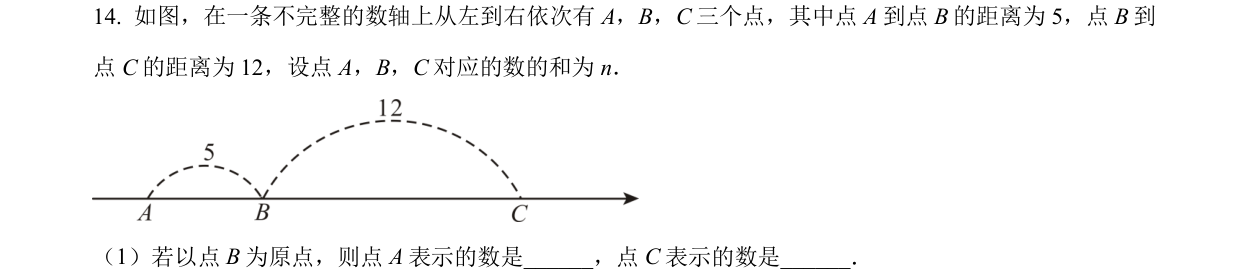 14. 如图，在一条不完整的数轴上从左到右依次有 A，B，C三个点，其中点 A 到点 B 的距离为 5，点 B 到
点 C 的距离为 12，设点 A，B，C 对应的数的和为 n．
12
5
A B C
（1）若以点 B 为原点，则点 A 表示的数是______，点 C 表示的数是______．